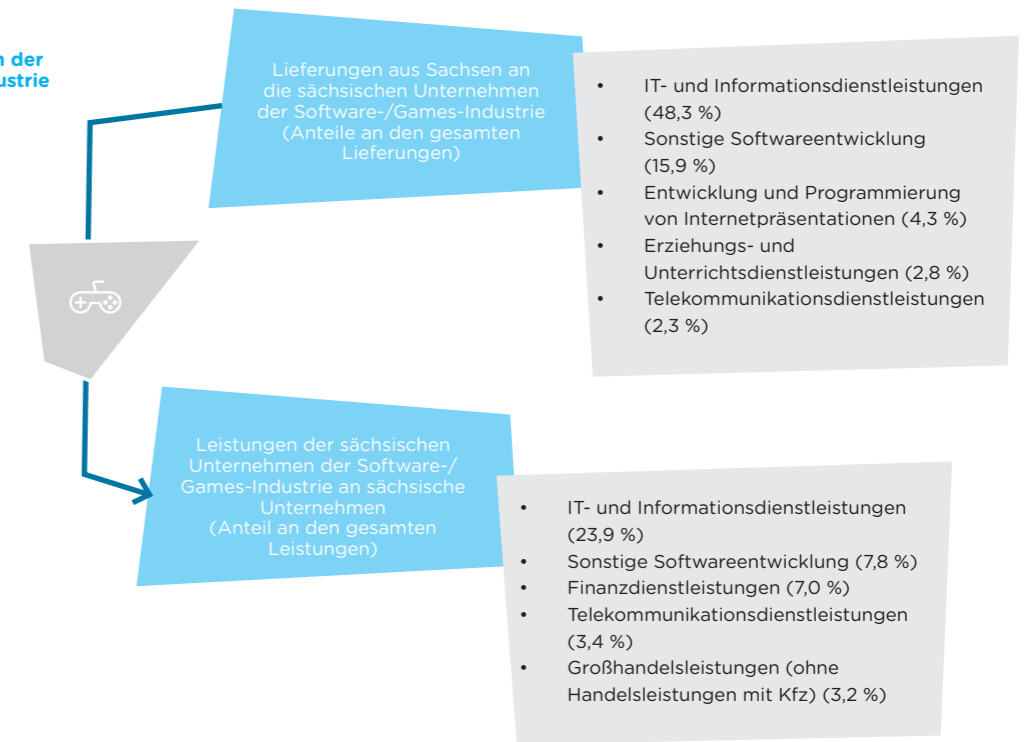 der
Lieferungen aus Sachsen an
die sächsischen Unternehmen
der Software-/Games-Industrie
(Anteile an den gesamten
Lieferungen)
• IT- und Informationsdienstleistungen
(48,3 %)
• Sonstige Softwareentwicklung
(15,9 %)
• Entwicklung und Programmierung
von Internetpräsentationen (4,3 %)
• Erziehungs- und
Unterrichtsdienstleistungen (2,8 %)
• Telekommunikationsdienstleistungen
(2,3 %)
Leistungen der sächsischen
Unternehmen der Software-/
Games-Industrie an sächsische
Unternehmen
(Anteil an den gesamten
Leistungen)
• IT- und Informationsdienstleistungen
(23,9 %)
• Sonstige Softwareentwicklung (7,8 %)
• Finanzdienstleistungen (7,0 %)
• Telekommunikationsdienstleistungen
(3,4 %)
• Großhandelsleistungen (ohne
Handelsleistungen mit Kfz) (3,2 %)